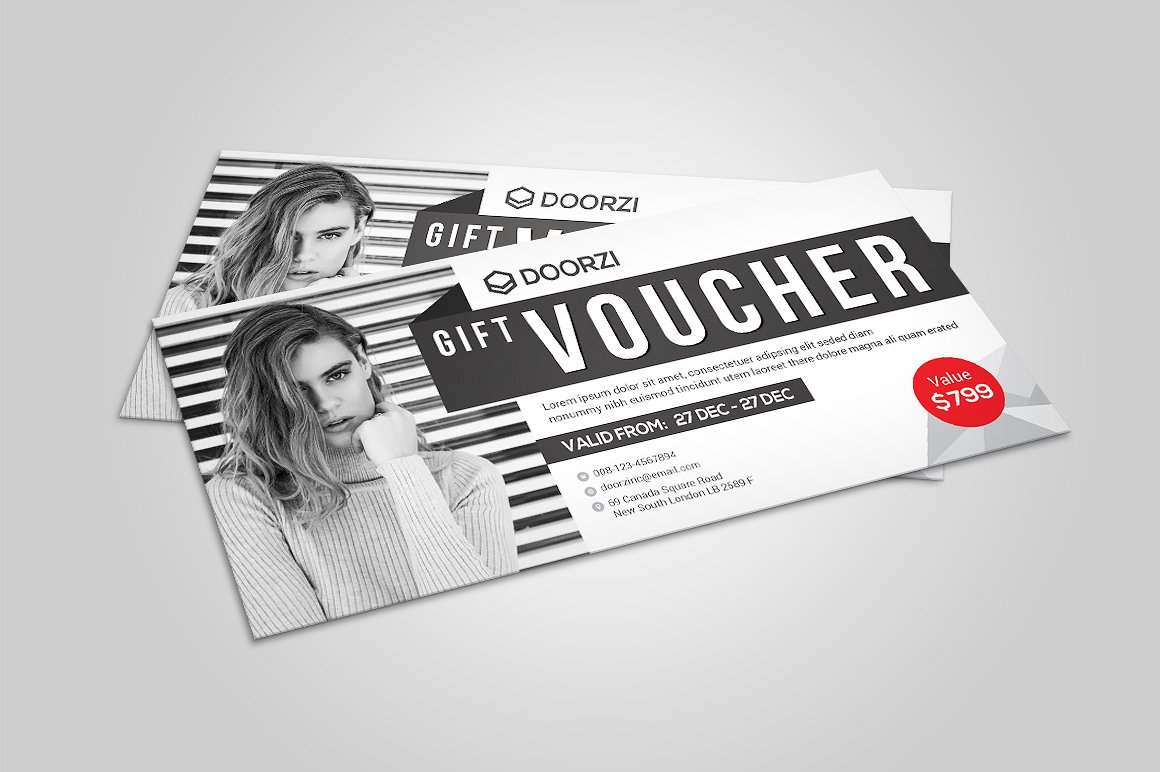 DOORZI
GIFT
DOORZI
GIFT VOUCHER
Lorem ipsum dolor sit amet, consectetuer adipsing elit seded diam
nonummy nibh euismod tincidunt utem laoreet there dolore magna ali quam erated
VALID FROM: 27 DEC - 27 DEC
Value
$799
008-123-4567894
doorzinc@email.com
69 Canada Square Road
New South London LB 2589 F